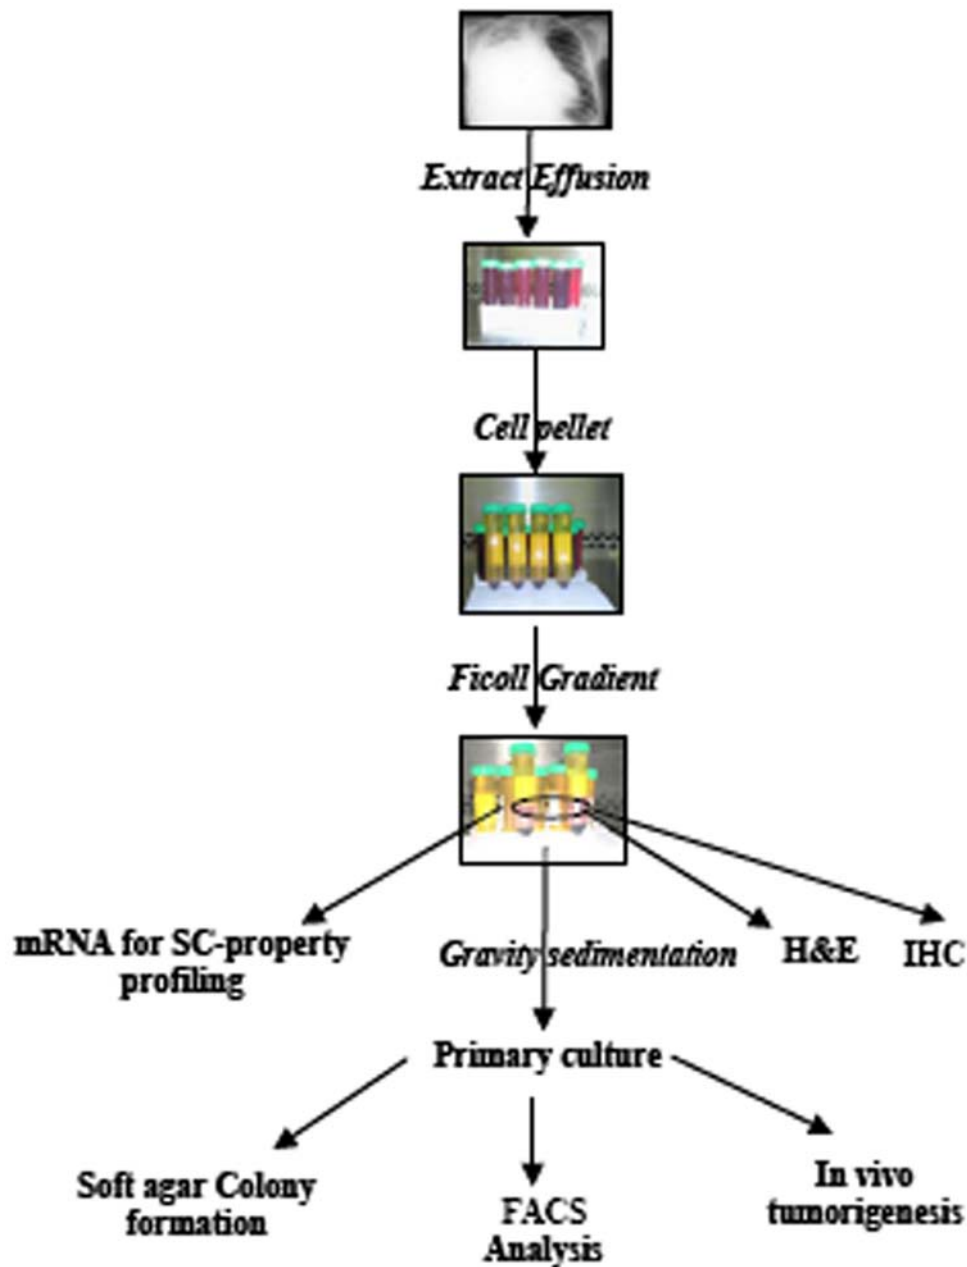 Extract Effusion
Cell pellet
Ficoll Gradient
mRNA for SC-property
profiling
Gravity sedimentation
H&E
IHC
Primary culture
Soft agar Colony
formation
FACS
Analysis
In vivo
tumorigenesis